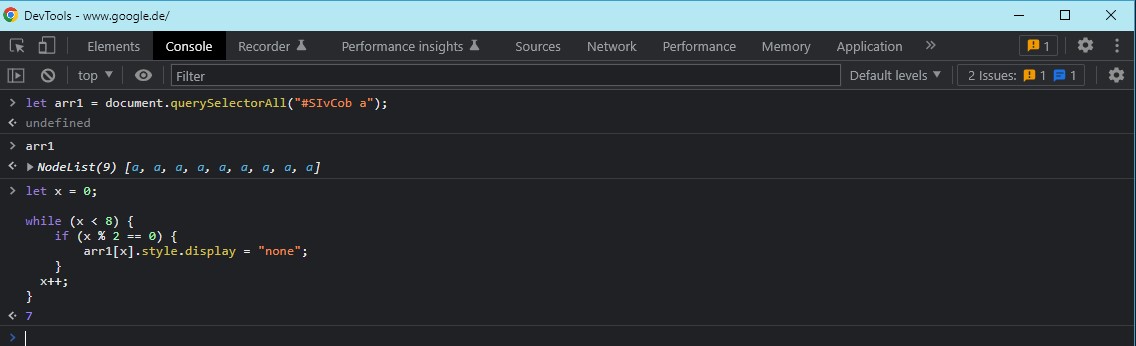 DevTools - www.google.de/
Elements Console Recorder Performance insights Sources Network Performance Memory Application » 1
top ▼ Filter Default levels ▼ 2 Issues: 1 1
> let arr1 = document.querySelectorAll("#SIvCob a");
undefined
> arr1
▶ NodeList(9) [a, a, a, a, a, a, a, a, a]
> let x = 0;
while (x < 8) {
if (x % 2 == 0) {
arr1[x].style.display = "none";
}
x++;
}
7
>